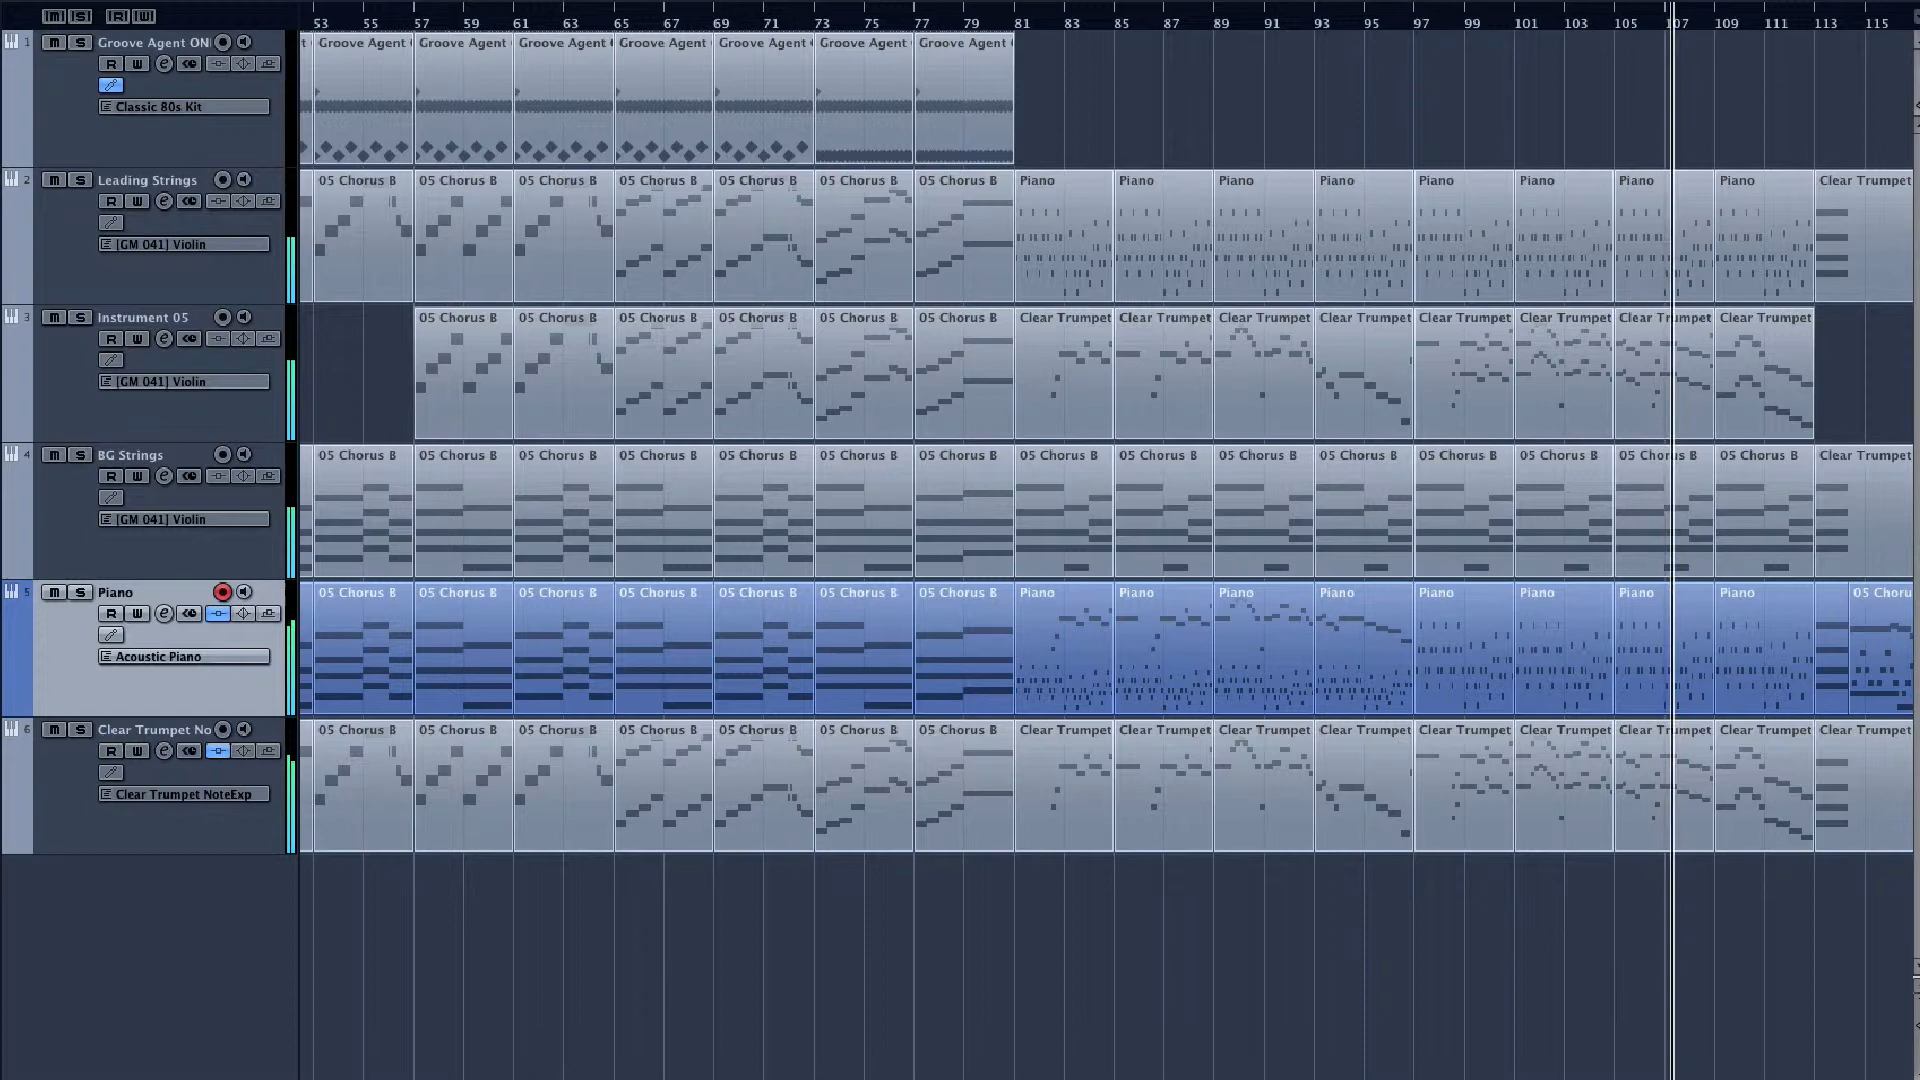 M S R W
53 55 57 59 61 63 65 67 69 71 73 75 77 79 81 83 85 87 89 91 93 95 97 99 101 103 105 107 109 111 113 115
1 M S Groove Agent ON
Groove Agent Groove Agent Groove Agent Groove Agent Groove Agent Groove Agent Groove Agent
R W e
Classic 80s Kit
2 M S Leading Strings
05 Chorus B 05 Chorus B 05 Chorus B 05 Chorus B 05 Chorus B 05 Chorus B 05 Chorus B Piano Piano Piano Piano Piano Piano Piano Piano Clear Trumpet
R W e
[GM 041] Violin
3 M S Instrument 05
05 Chorus B 05 Chorus B 05 Chorus B 05 Chorus B 05 Chorus B 05 Chorus B Clear Trumpet Clear Trumpet Clear Trumpet Clear Trumpet Clear Trumpet Clear Trumpet Clear Trumpet Clear Trumpet
R W e
[GM 041] Violin
4 M S BG Strings
05 Chorus B 05 Chorus B 05 Chorus B 05 Chorus B 05 Chorus B 05 Chorus B 05 Chorus B 05 Chorus B 05 Chorus B 05 Chorus B 05 Chorus B 05 Chorus B 05 Chorus B 05 Chorus B 05 Chorus B Clear Trumpet
R W e
[GM 041] Violin
5 M S Piano
05 Chorus B 05 Chorus B 05 Chorus B 05 Chorus B 05 Chorus B 05 Chorus B 05 Chorus B Piano Piano Piano Piano Piano Piano Piano Piano 05 Choru
R W e
Acoustic Piano
6 M S Clear Trumpet No
05 Chorus B 05 Chorus B 05 Chorus B 05 Chorus B 05 Chorus B 05 Chorus B 05 Chorus B Clear Trumpet Clear Trumpet Clear Trumpet Clear Trumpet Clear Trumpet Clear Trumpet Clear Trumpet Clear Trumpet Clear Trumpet
R W e
Clear Trumpet NoteExp